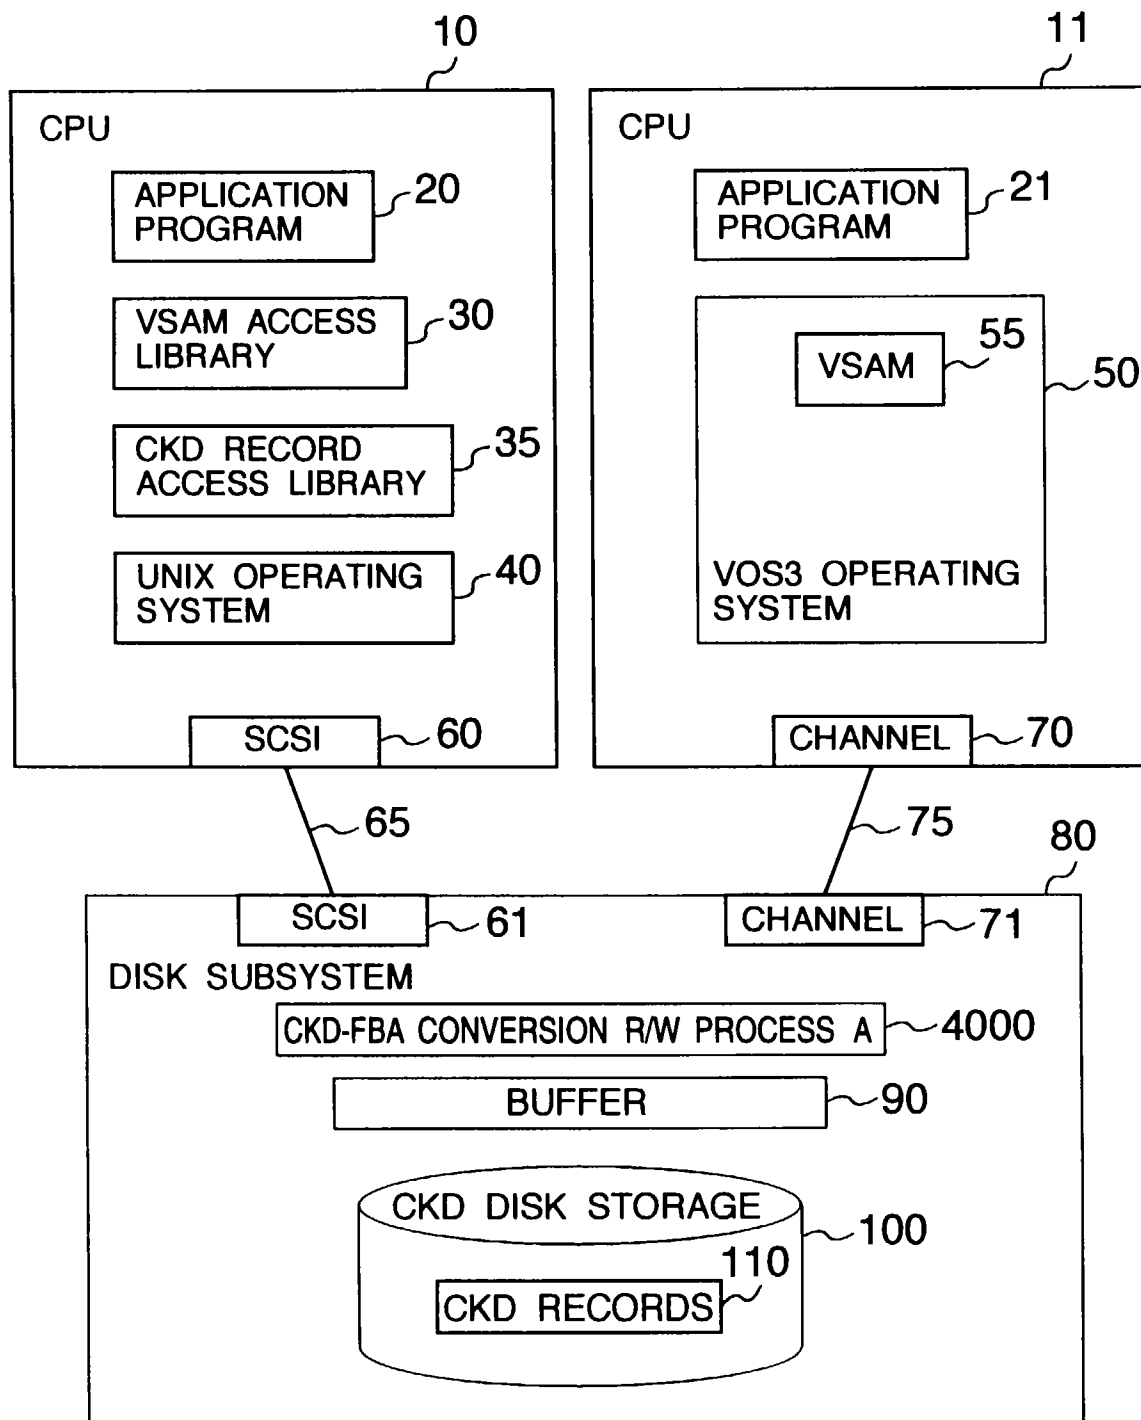 10
11
CPU
CPU
APPLICATION
PROGRAM
20
APPLICATION
PROGRAM
21
VSAM ACCESS
LIBRARY
30
VSAM
55
50
CKD RECORD
ACCESS LIBRARY
35
UNIX OPERATING
SYSTEM
40
VOS3 OPERATING
SYSTEM
SCSI
60
CHANNEL
70
65
75
80
SCSI
61
CHANNEL
71
DISK SUBSYSTEM
CKD-FBA CONVERSION R/W PROCESS A
4000
BUFFER
90
CKD DISK STORAGE
100
110
CKD RECORDS